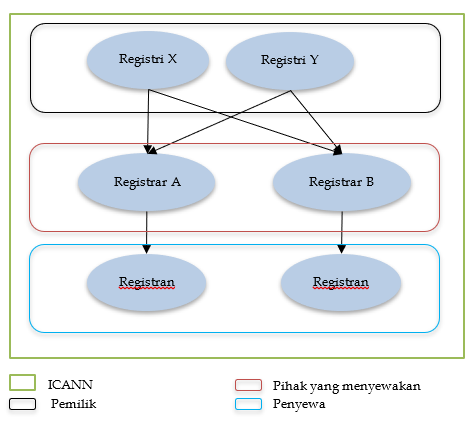 Registri X
Registri Y
Registrar A
Registrar B
Registran
Registran
ICANN
Pemilik
Pihak yang menyewakan
Penyewa